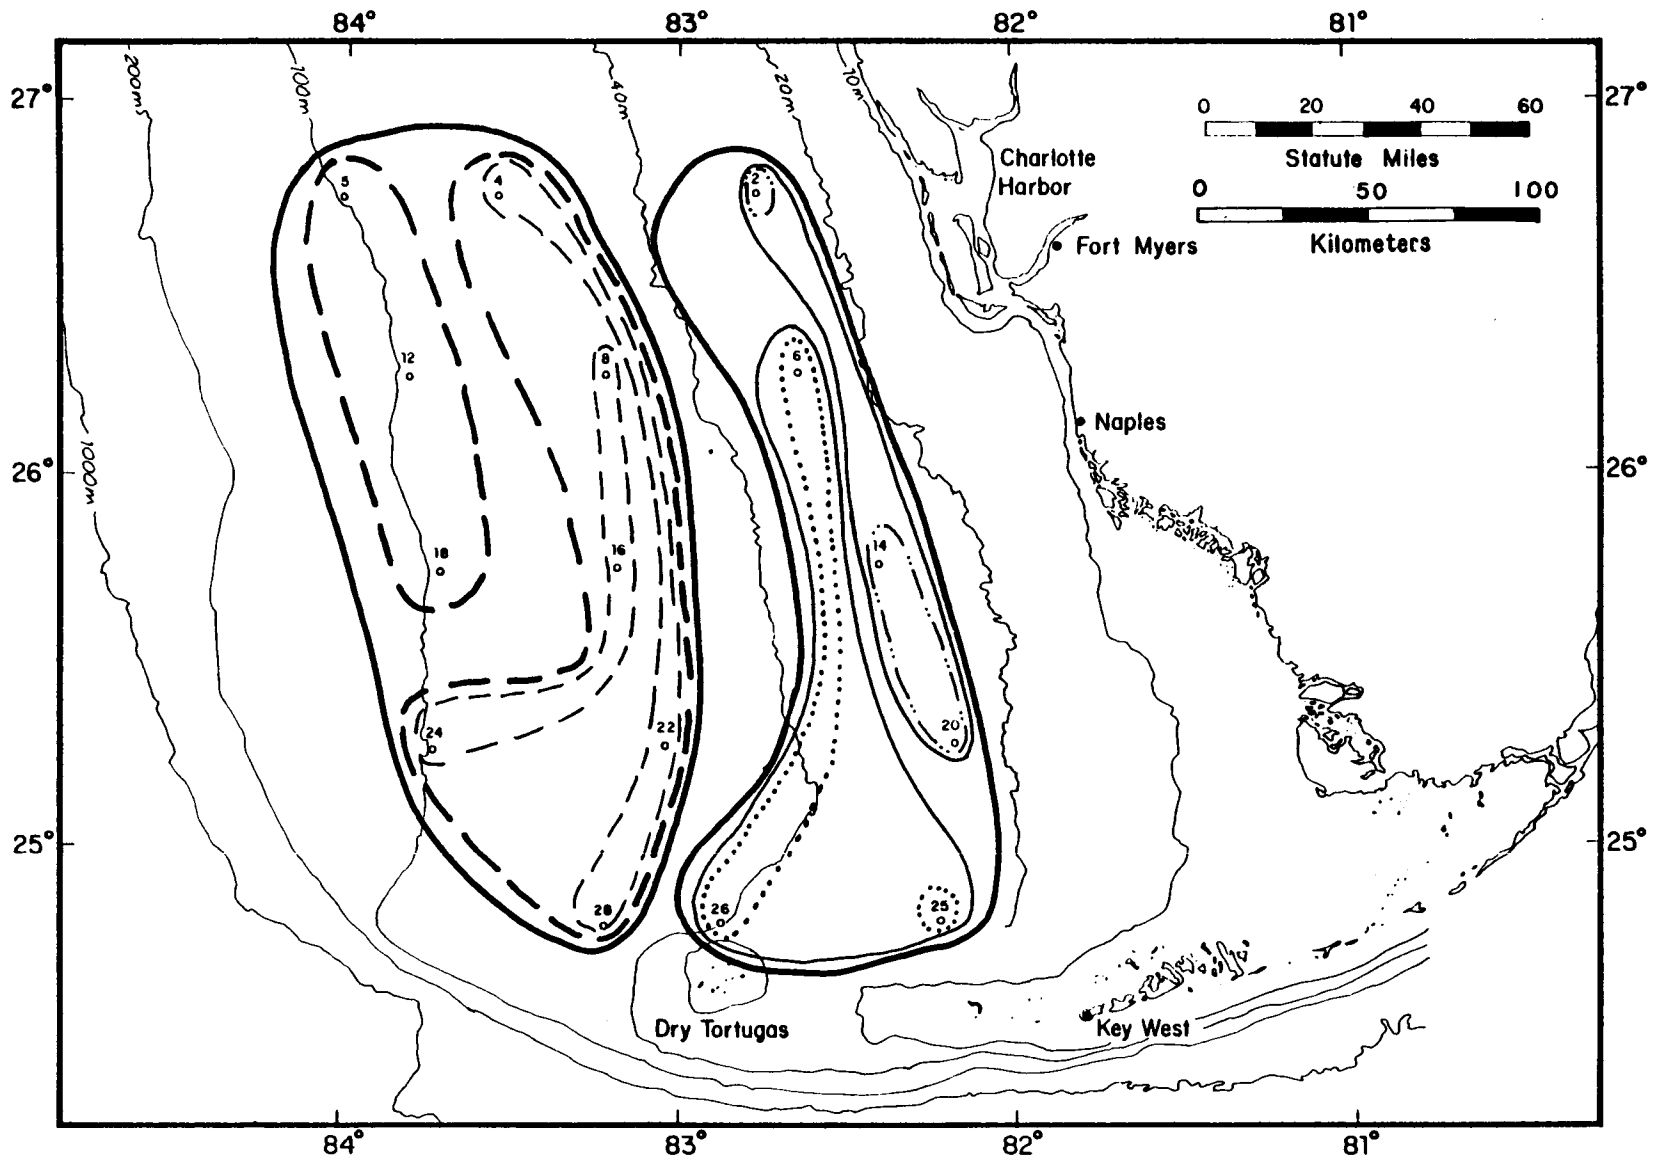 84° 83° 82° 81°
200m 100m 40m 20m 10m
27° 27°
0 20 40 60
Statute Miles
0 50 100
Kilometers
Charlotte
Harbor
5 4 2
Fort Myers
12 8 6
Naples
1000m
26° 26°
18 16 14
24 22 20
25° 25°
28 26 25
Dry Tortugas Key West
84° 83° 82° 81°